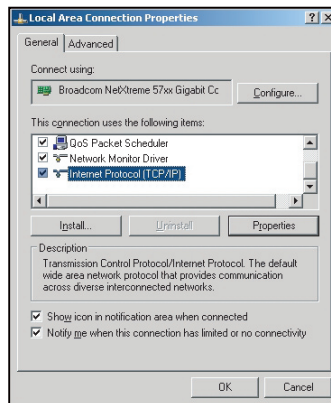 Local Area Connection Properties
General Advanced
Connect using:
Broadcom NetXtreme 57xx Gigabit Cc
Configure...
This connection uses the following items:
QoS Packet Scheduler
Network Monitor Driver
Internet Protocol (TCP/IP)
Install... Uninstall Properties
Description
Transmission Control Protocol/Internet Protocol. The default
wide area network protocol that provides communication
across diverse interconnected networks.
Show icon in notification area when connected
Notify me when this connection has limited or no connectivity
OK Cancel